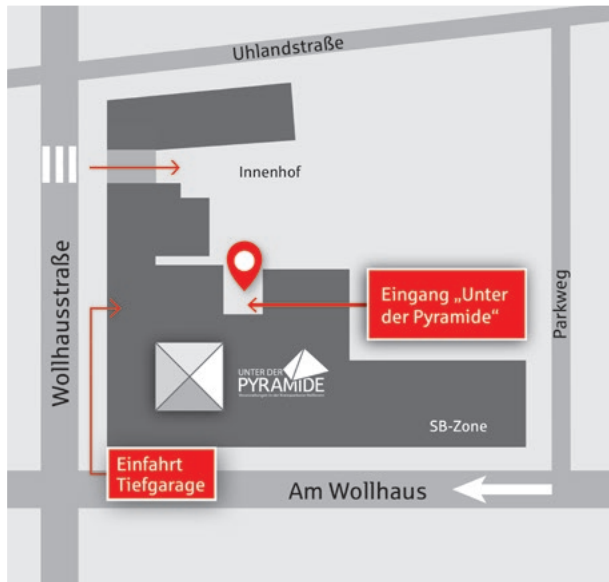 Uhlandstraße
Innenhof
Wollhausstraße
Eingang „Unter
der Pyramide“
Parkweg
UNTER DER
PYRAMIDE
SB-Zone
Einfahrt
Tiefgarage
Am Wollhaus